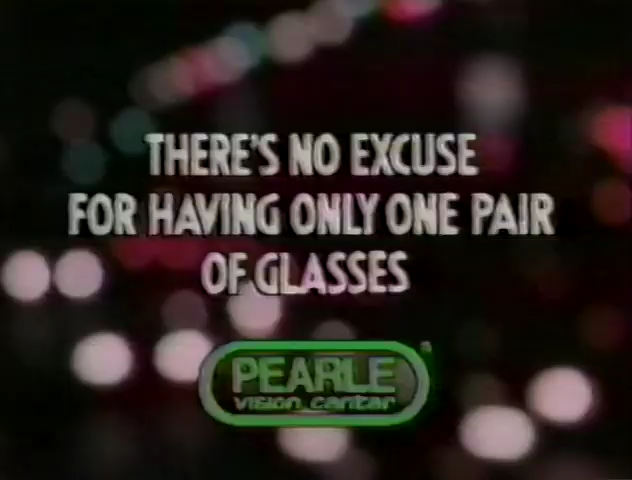 THERE'S NO EXCUSE
FOR HAVING ONLY ONE PAIR
OF GLASSES
PEARLE
vision center